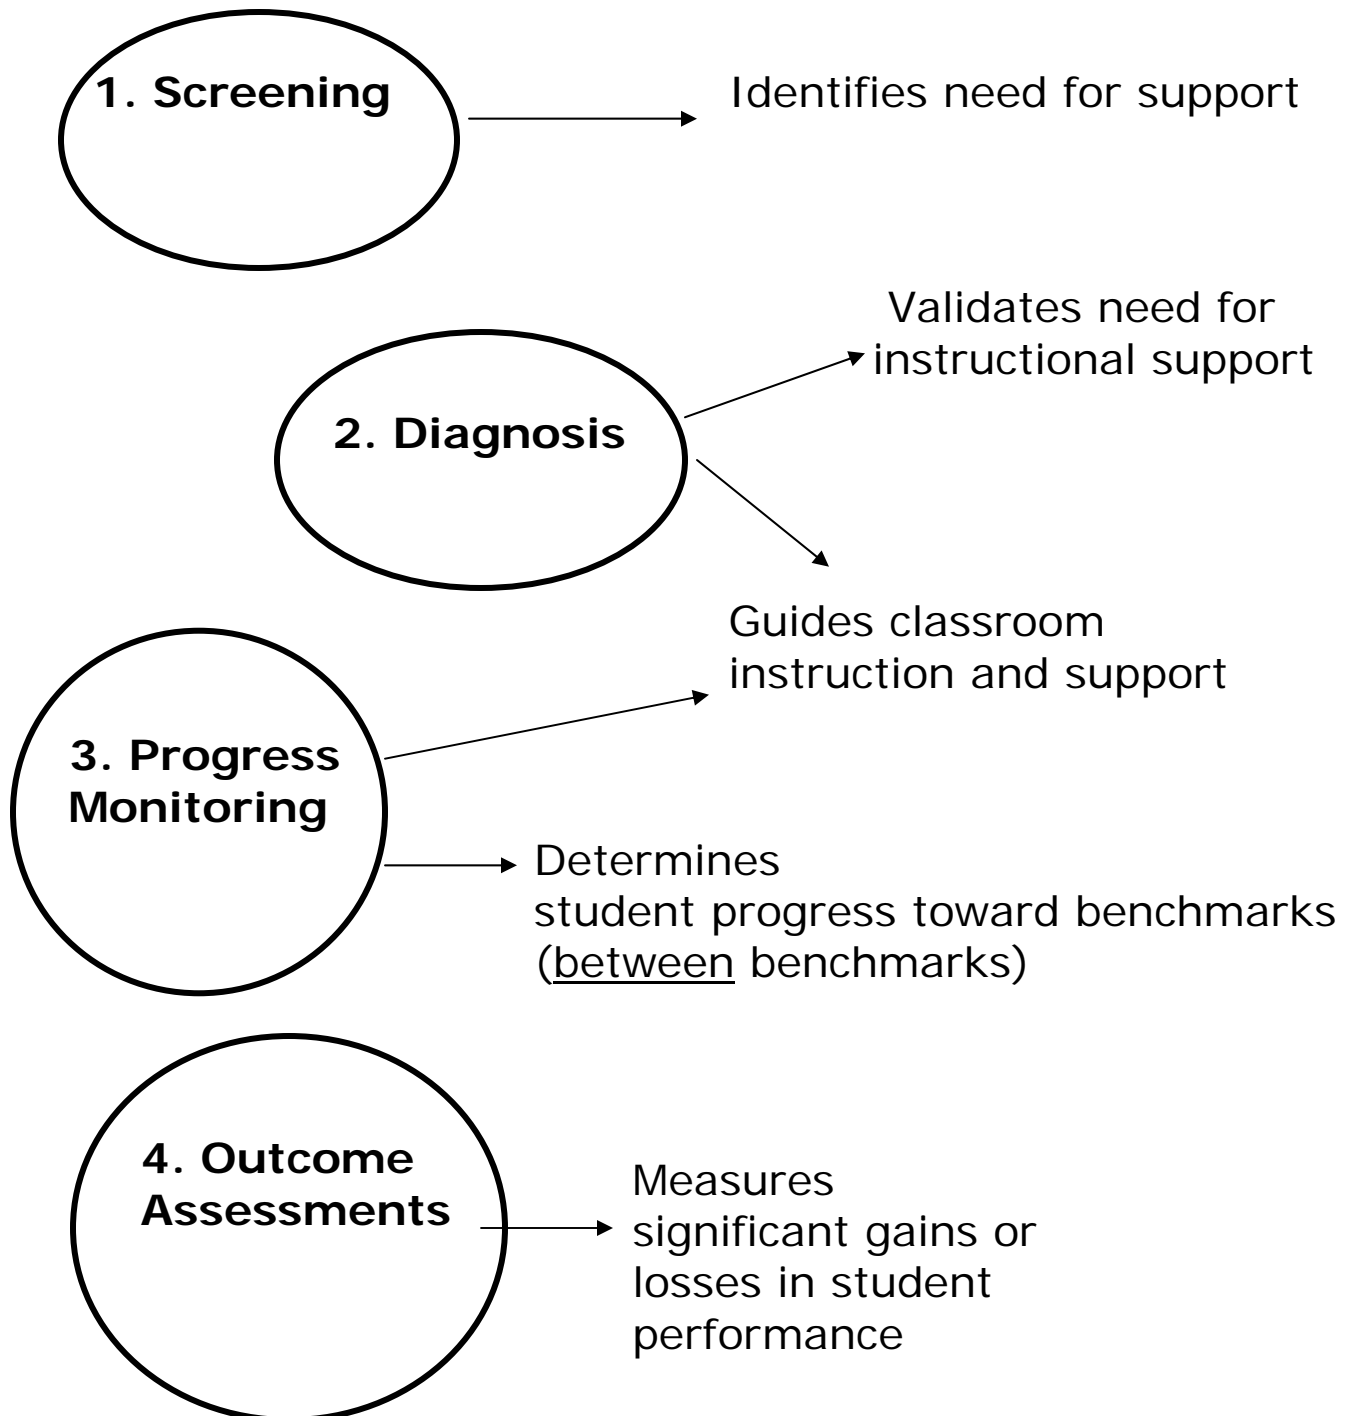 1. Screening
Identifies need for support
Validates need for
instructional support
2. Diagnosis
Guides classroom
instruction and support
3. Progress
Monitoring
Determines
student progress toward benchmarks
(between benchmarks)
4. Outcome
Assessments
Measures
significant gains or
losses in student
performance